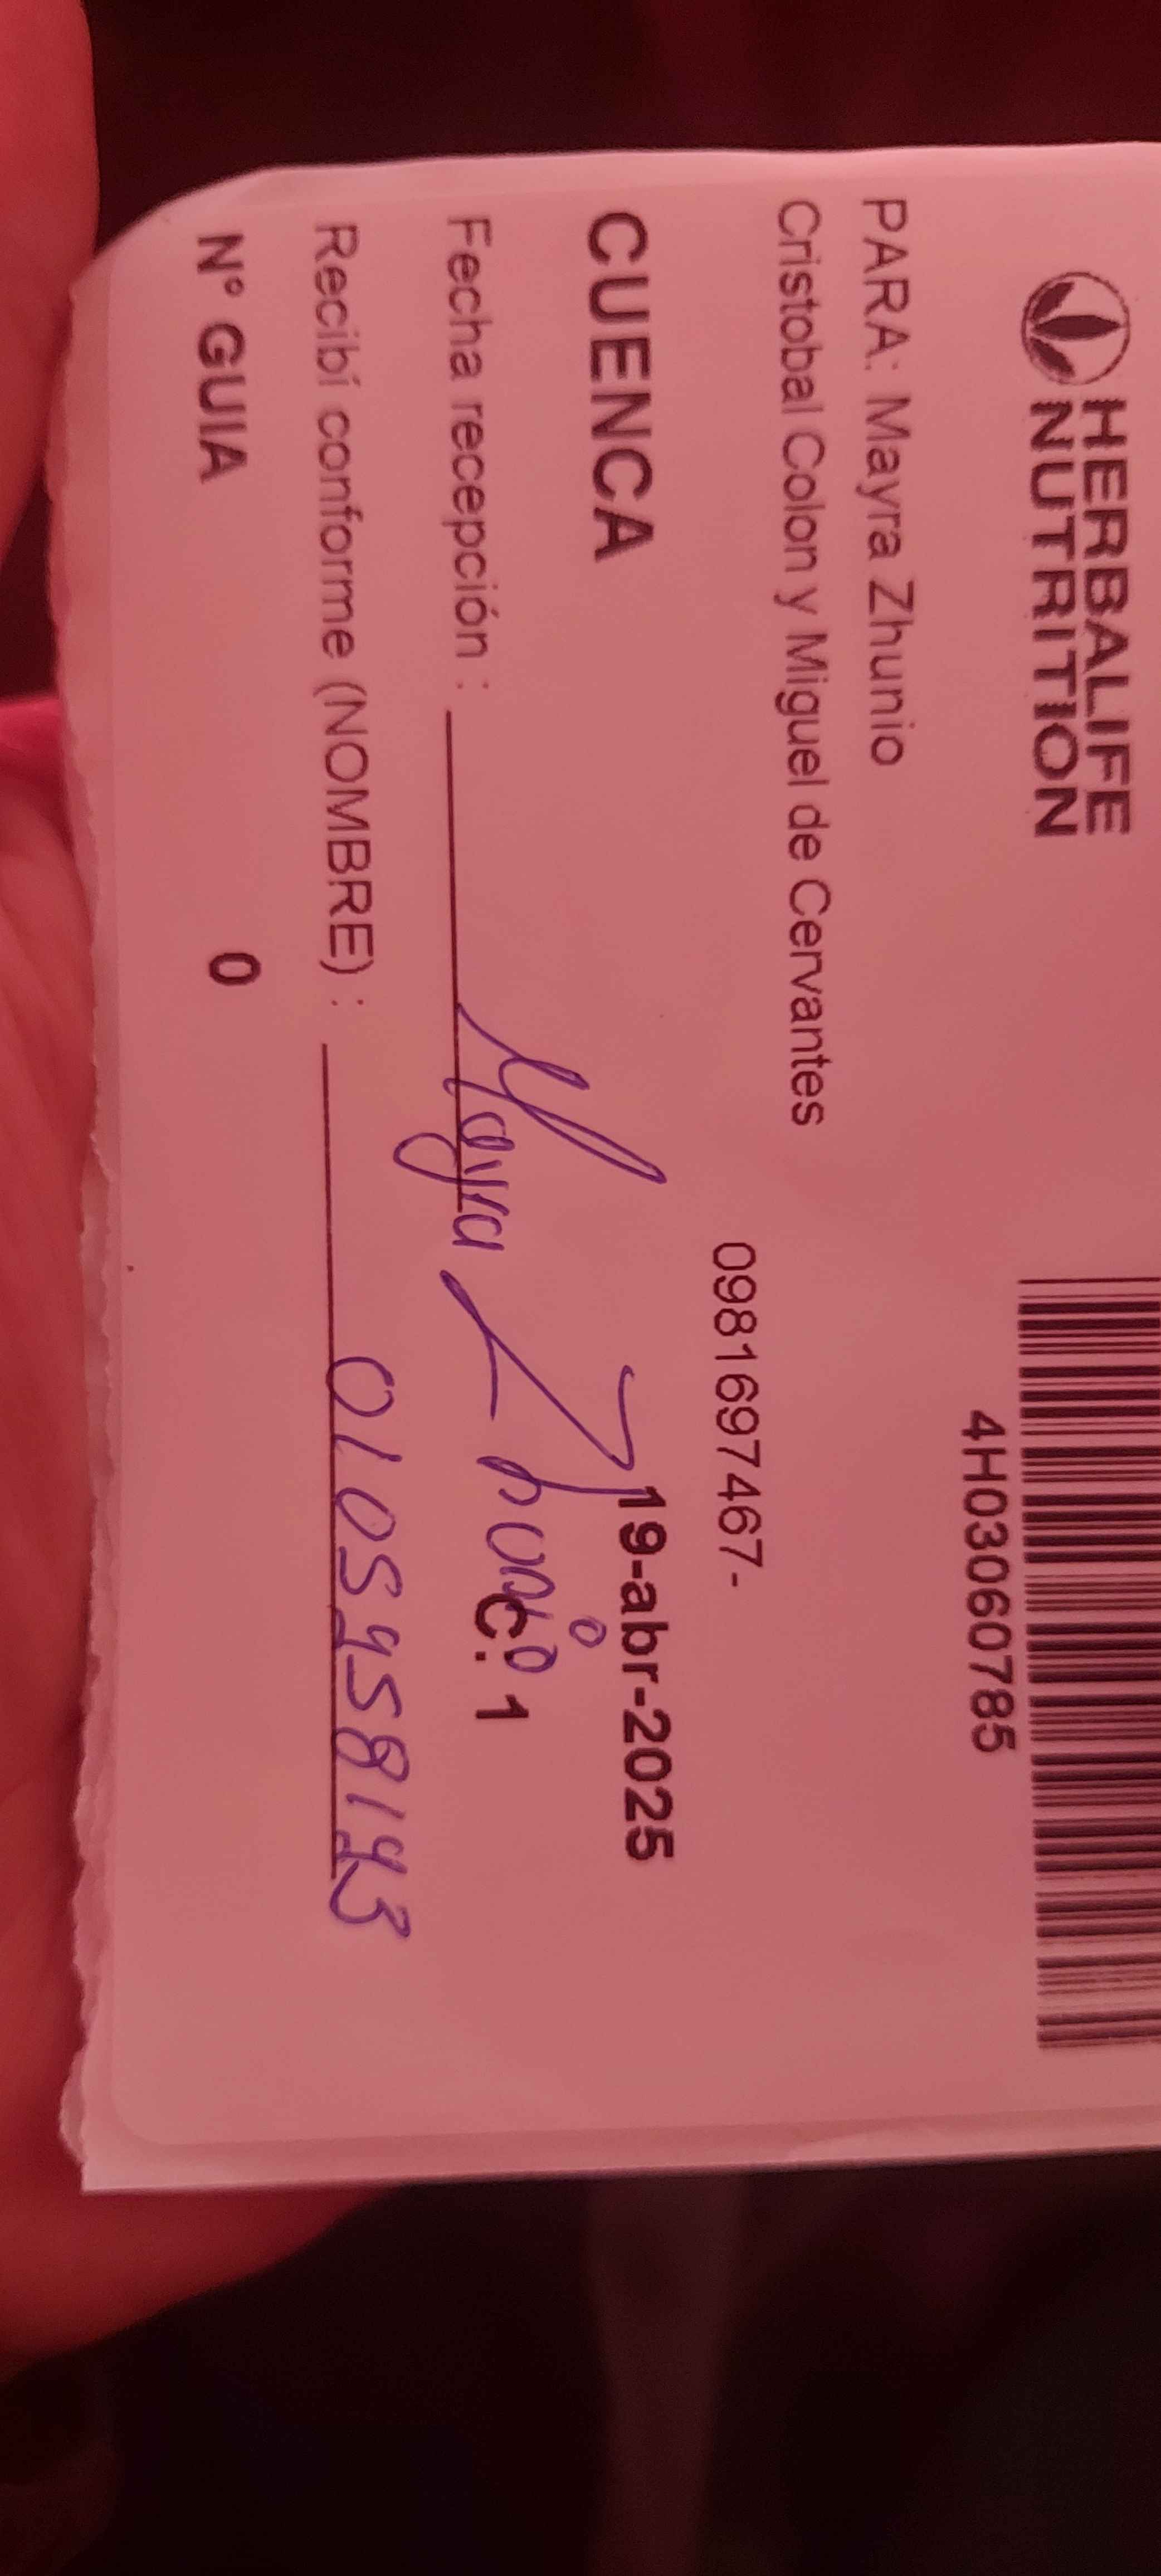 HERBALIFE
NUTRITION
4H03060785
PARA: Mayra Zhunio
Cristobal Colon y Miguel de Cervantes
0981697467-
CUENCA
19-abr-2025
Mayra Zhunio
Fecha recepción :
C: 1
Recibí conforme (NOMBRE) :
0105958193
N° GUIA
0